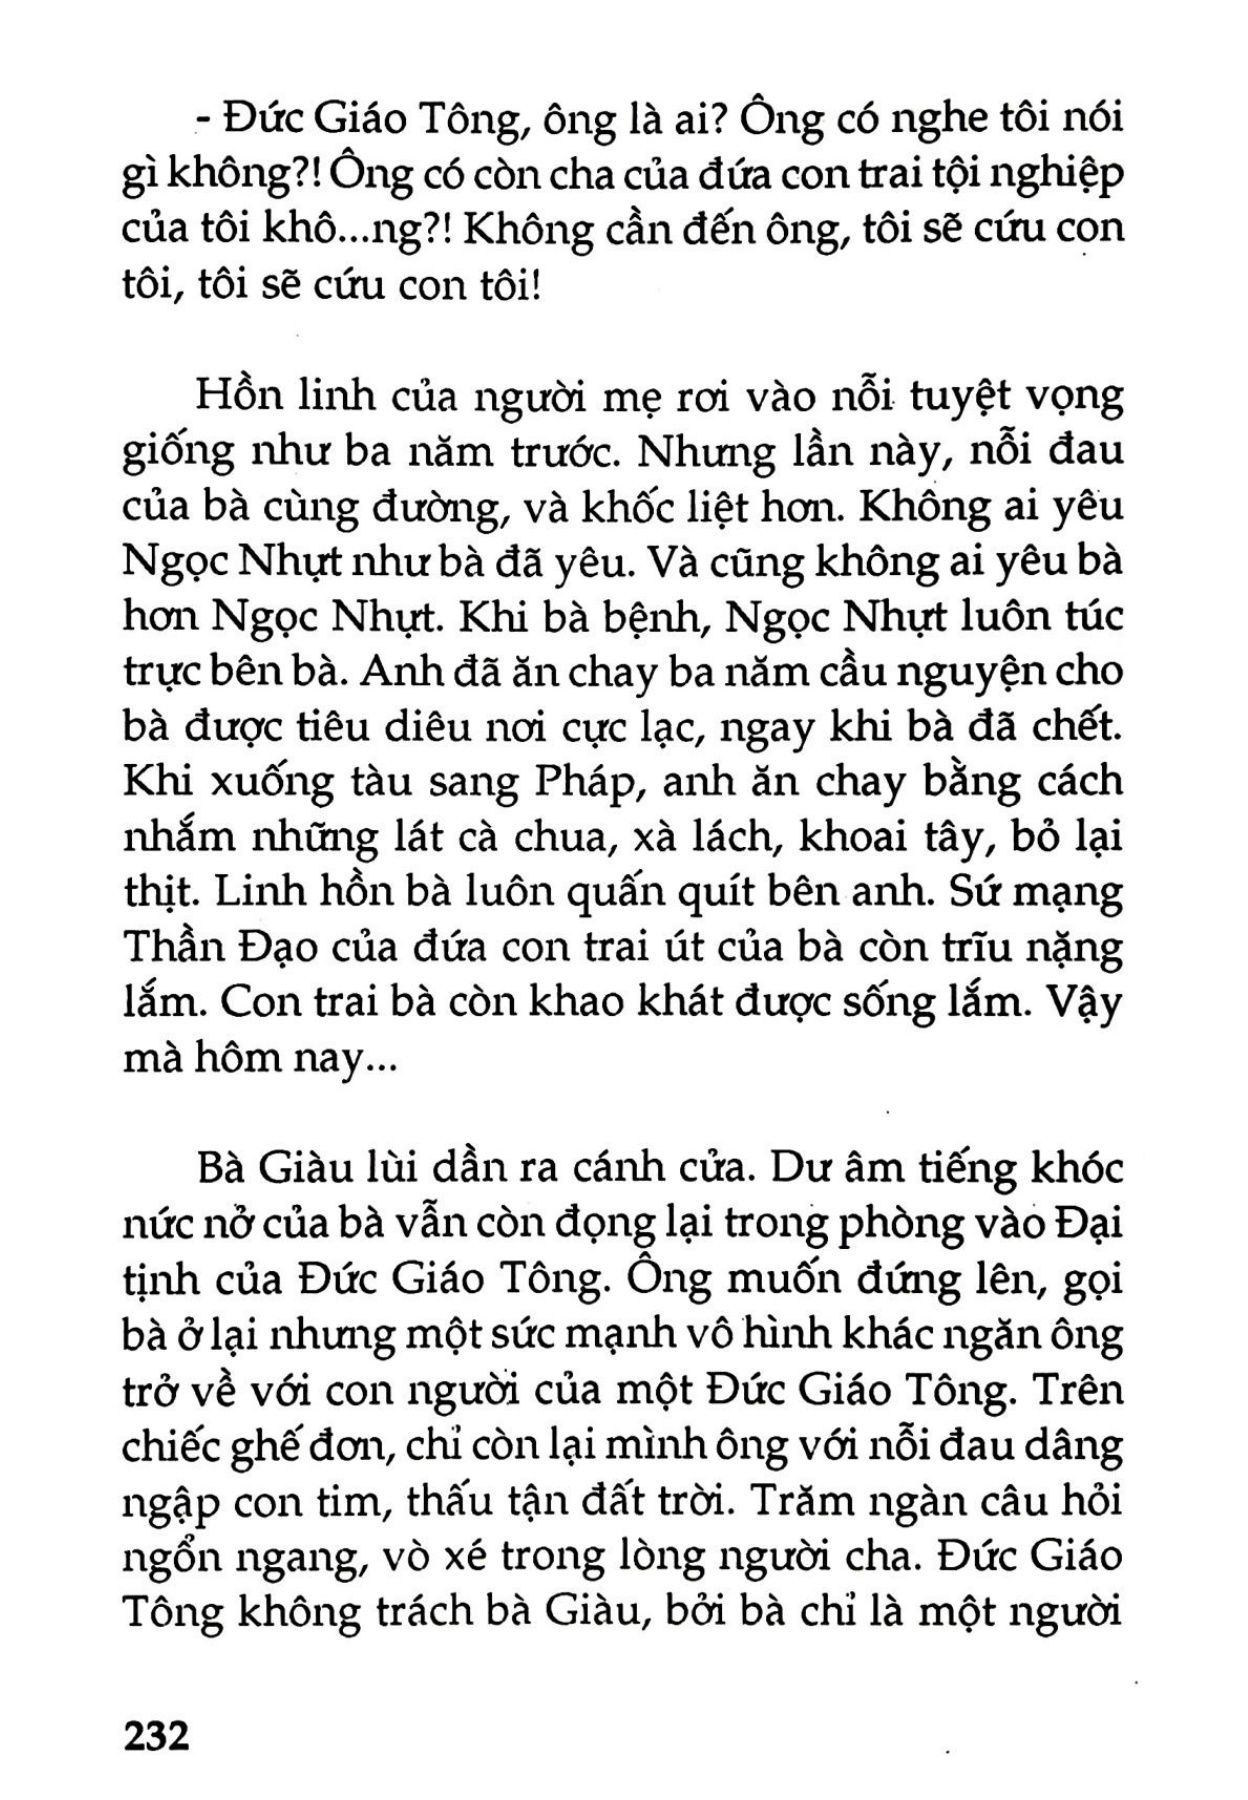 - Đức Giáo Tông, ông là ai? Ông có nghe tôi nói
gì không?! Ông có còn cha của đứa con trai tội nghiệp
của tôi khô...ng?! Không cần đến ông, tôi sẽ cứu con
tôi, tôi sẽ cứu con tôi!
Hồn linh của người mẹ rơi vào nỗi tuyệt vọng
giống như ba năm trước. Nhưng lần này, nỗi đau
của bà cùng đường, và khốc liệt hơn. Không ai yêu
Ngọc Nhựt như bà đã yêu. Và cũng không ai yêu bà
hơn Ngọc Nhựt. Khi bà bệnh, Ngọc Nhựt luôn túc
trực bên bà. Anh đã ăn chay ba năm cầu nguyện cho
bà được tiêu diêu nơi cực lạc, ngay khi bà đã chết.
Khi xuống tàu sang Pháp, anh ăn chay bằng cách
nhắm những lát cà chua, xà lách, khoai tây, bỏ lại
thịt. Linh hồn bà luôn quấn quít bên anh. Sứ mạng
Thần Đạo của đứa con trai út của bà còn trĩu nặng
lắm. Con trai bà còn khao khát được sống lắm. Vậy
mà hôm nay...
Bà Giàu lùi dần ra cánh cửa. Dư âm tiếng khóc
nức nở của bà vẫn còn đọng lại trong phòng vào Đại
tịnh của Đức Giáo Tông. Ông muốn đứng lên, gọi
bà ở lại nhưng một sức mạnh vô hình khác ngăn ông
trở về với con người của một Đức Giáo Tông. Trên
chiếc ghế đơn, chỉ còn lại mình ông với nỗi đau dâng
ngập con tim, thấu tận đất trời. Trăm ngàn câu hỏi
ngổn ngang, vò xé trong lòng người cha. Đức Giáo
Tông không trách bà Giàu, bởi bà chỉ là một người
232